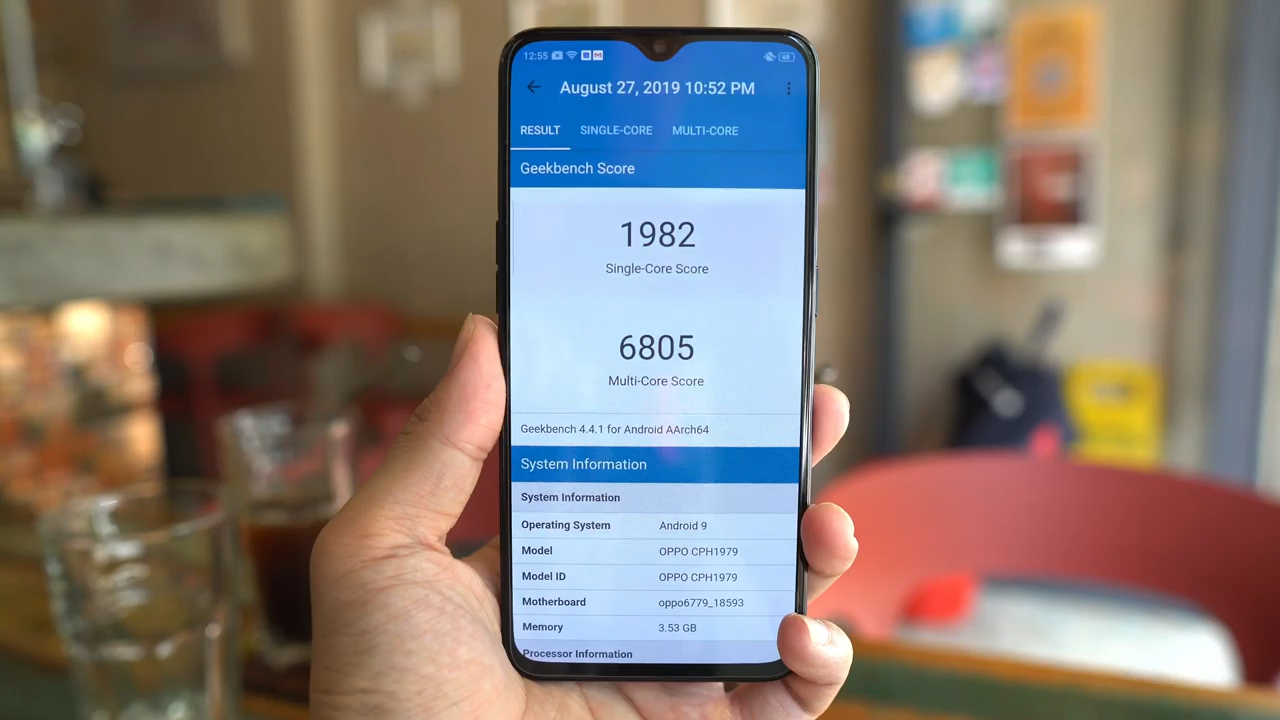 12:55 68
August 27, 2019 10:52 PM
RESULT SINGLE-CORE MULTI-CORE
Geekbench Score
1982
Single-Core Score
6805
Multi-Core Score
Geekbench 4.4.1 for Android AArch64
System Information
System Information
Operating System Android 9
Model OPPO CPH1979
Model ID OPPO CPH1979
Motherboard oppo6779_18593
Memory 3.53 GB
Processor Information